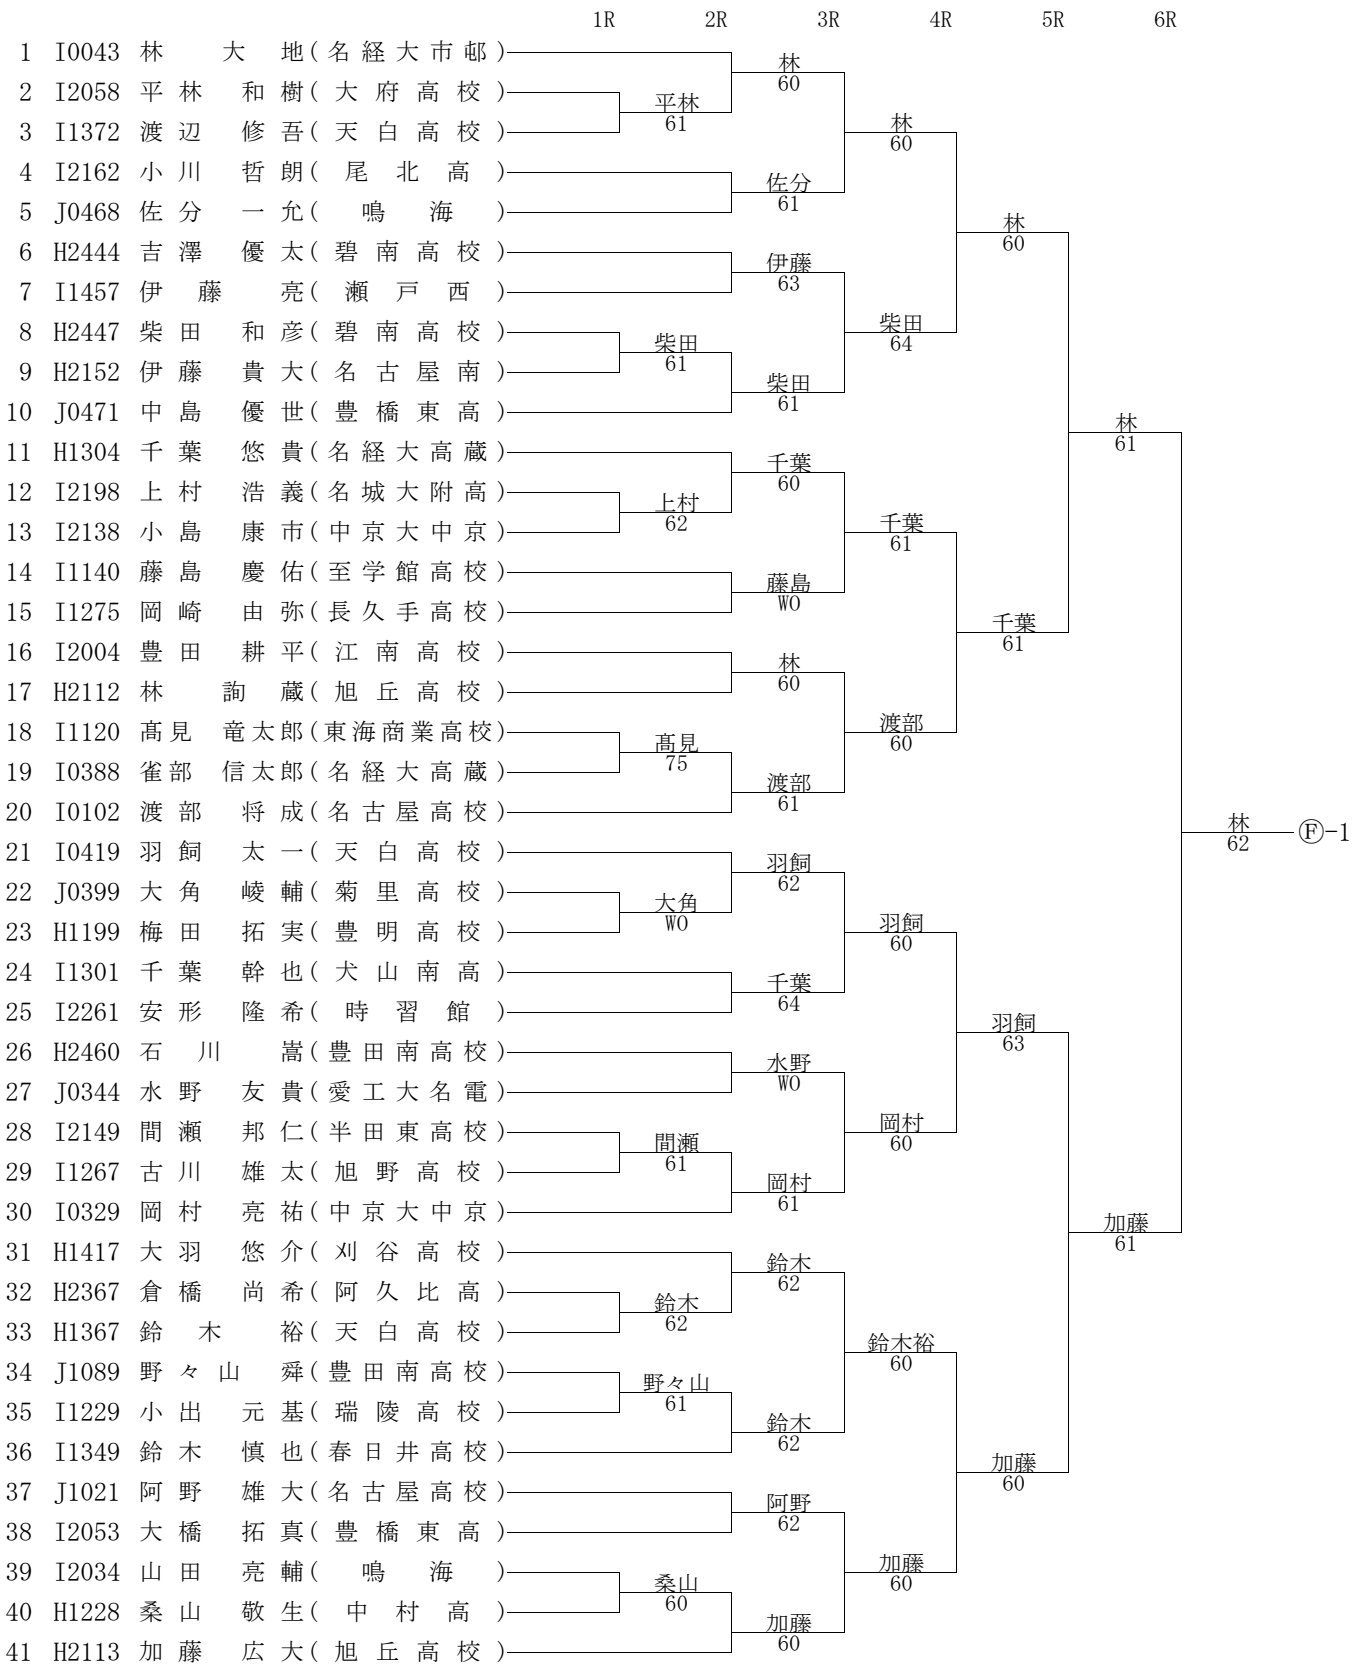 1R 2R 3R 4R 5R 6R
1 I0043 林 大 地(名経大市邨)
林
60
2 I2058 平林 和樹(大府高校)
平林
61
3 I1372 渡辺 修吾(天白高校)
林
60
4 I2162 小川 哲朗(尾北高)
佐分
61
5 J0468 佐分 一允(鳴海)
林
60
6 H2444 吉澤 優太(碧南高校)
伊藤
63
7 I1457 伊藤 亮(瀬戸西)
8 H2447 柴田 和彦(碧南高校)
柴田
64
柴田
61
9 H2152 伊藤 貴大(名古屋南)
柴田
61
10 J0471 中島 優世(豊橋東高)
林
61
11 H1304 千葉 悠貴(名経大高蔵)
千葉
60
12 I2198 上村 浩義(名城大附高)
上村
62
13 I2138 小島 康市(中京大中京)
千葉
61
14 I1140 藤島 慶佑(至学館高校)
藤島
WO
15 I1275 岡崎 由弥(長久手高校)
千葉
61
16 I2004 豊田 耕平(江南高校)
林
60
17 H2112 林 詢蔵(旭丘高校)
18 I1120 髙見 竜太郎(東海商業高校)
渡部
60
髙見
75
19 I0388 雀部 信太郎(名経大高蔵)
渡部
61
20 I0102 渡部 将成(名古屋高校)
林
62
Ⓕ-1
21 I0419 羽飼 太一(天白高校)
羽飼
62
22 J0399 大角 崚輔(菊里高校)
大角
WO
23 H1199 梅田 拓実(豊明高校)
羽飼
60
24 I1301 千葉 幹也(犬山南高)
千葉
64
25 I2261 安形 隆希(時習館)
羽飼
63
26 H2460 石川 嵩(豊田南高校)
水野
WO
27 J0344 水野 友貴(愛工大名電)
28 I2149 間瀬 邦仁(半田東高校)
岡村
60
間瀬
61
29 I1267 古川 雄太(旭野高校)
岡村
61
30 I0329 岡村 亮祐(中京大中京)
加藤
61
31 H1417 大羽 悠介(刈谷高校)
鈴木
62
32 H2367 倉橋 尚希(阿久比高)
鈴木
62
33 H1367 鈴木 裕(天白高校)
鈴木裕
60
34 J1089 野々山 舜(豊田南高校)
野々山
61
35 I1229 小出 元基(瑞陵高校)
鈴木
62
36 I1349 鈴木 慎也(春日井高校)
加藤
60
37 J1021 阿野 雄大(名古屋高校)
阿野
62
38 I2053 大橋 拓真(豊橋東高)
39 I2034 山田 亮輔(鳴海)
加藤
60
桑山
60
40 H1228 桑山 敬生(中村高)
加藤
60
41 H2113 加藤 広大(旭丘高校)